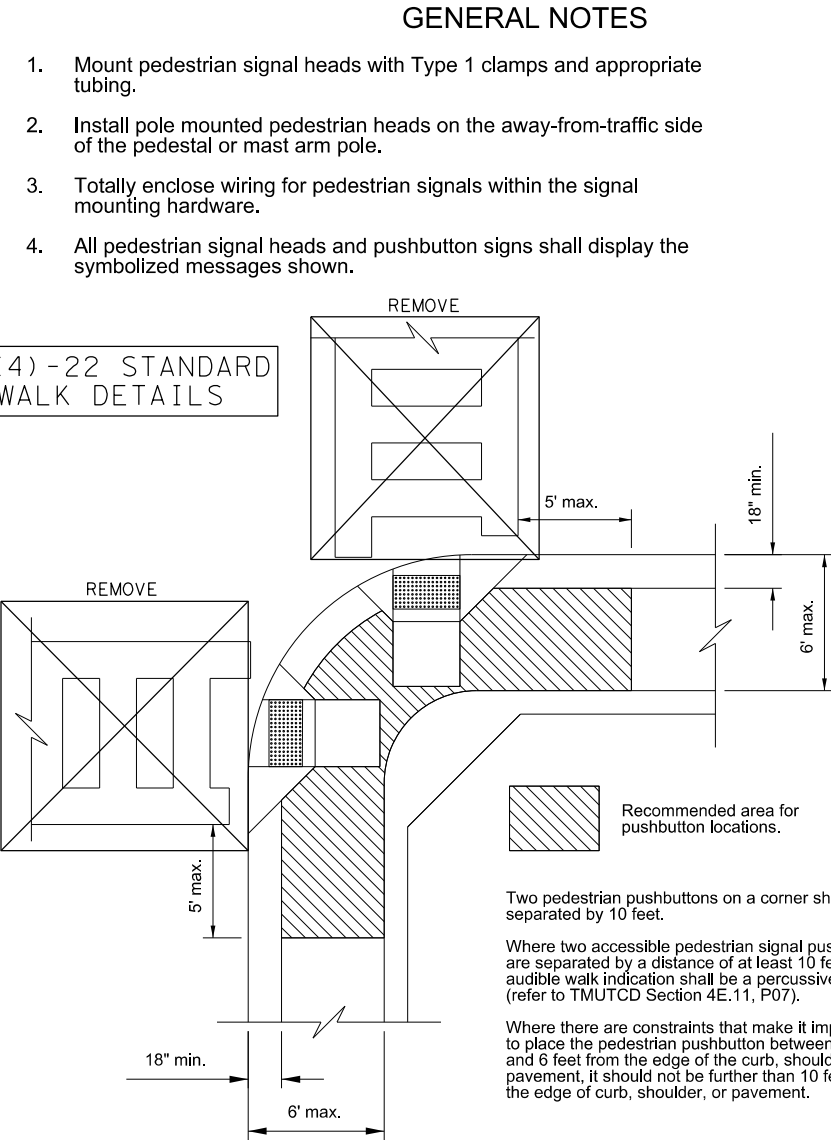 GENERAL NOTES
1. Mount pedestrian signal heads with Type 1 clamps and appropriate
tubing.
2. Install pole mounted pedestrian heads on the away-from-traffic side
of the pedestal or mast arm pole.
3. Totally enclose wiring for pedestrian signals within the signal
mounting hardware.
4. All pedestrian signal heads and pushbutton signs shall display the
symbolized messages shown.
REMOVE
4)-22 STANDARD
WALK DETAILS
5' max.
18" min.
REMOVE
6' max.
Recommended area for
pushbutton locations.
5' max.
Two pedestrian pushbuttons on a corner sh
separated by 10 feet.
Where two accessible pedestrian signal pus
are separated by a distance of at least 10 fe
audible walk indication shall be a percussive
(refer to TMUTCD Section 4E.11, P07).
Where there are constraints that make it imp
to place the pedestrian pushbutton between
and 6 feet from the edge of the curb, should
pavement, it should not be further than 10 fe
the edge of curb, shoulder, or pavement.
18" min.
6' max.